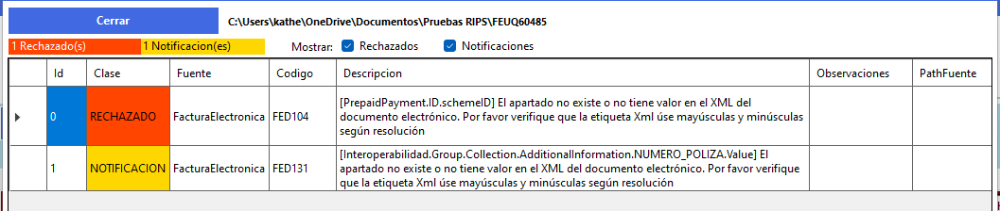 Cerrar
C:\Users\kathe\OneDrive\Documentos\Pruebas RIPS\FEUQ60485
1 Rechazado(s)
1 Notificacion(es)
Mostrar:
Rechazados
Notificaciones
Id
Clase
Fuente
Codigo
Descripcion
Observaciones
PathFuente
0
RECHAZADO
FacturaElectronica
FED104
[PrepaidPayment.ID.schemeID] El apartado no existe o no tiene valor en el XML del
documento electrónico. Por favor verifique que la etiqueta Xml úse mayúsculas y minúsculas
según resolución
1
NOTIFICACION
FacturaElectronica
FED131
[Interoperabilidad.Group.Collection.AdditionalInformation.NUMERO_POLIZA.Value] El
apartado no existe o no tiene valor en el XML del documento electrónico. Por favor verifique
que la etiqueta Xml úse mayúsculas y minúsculas según resolución